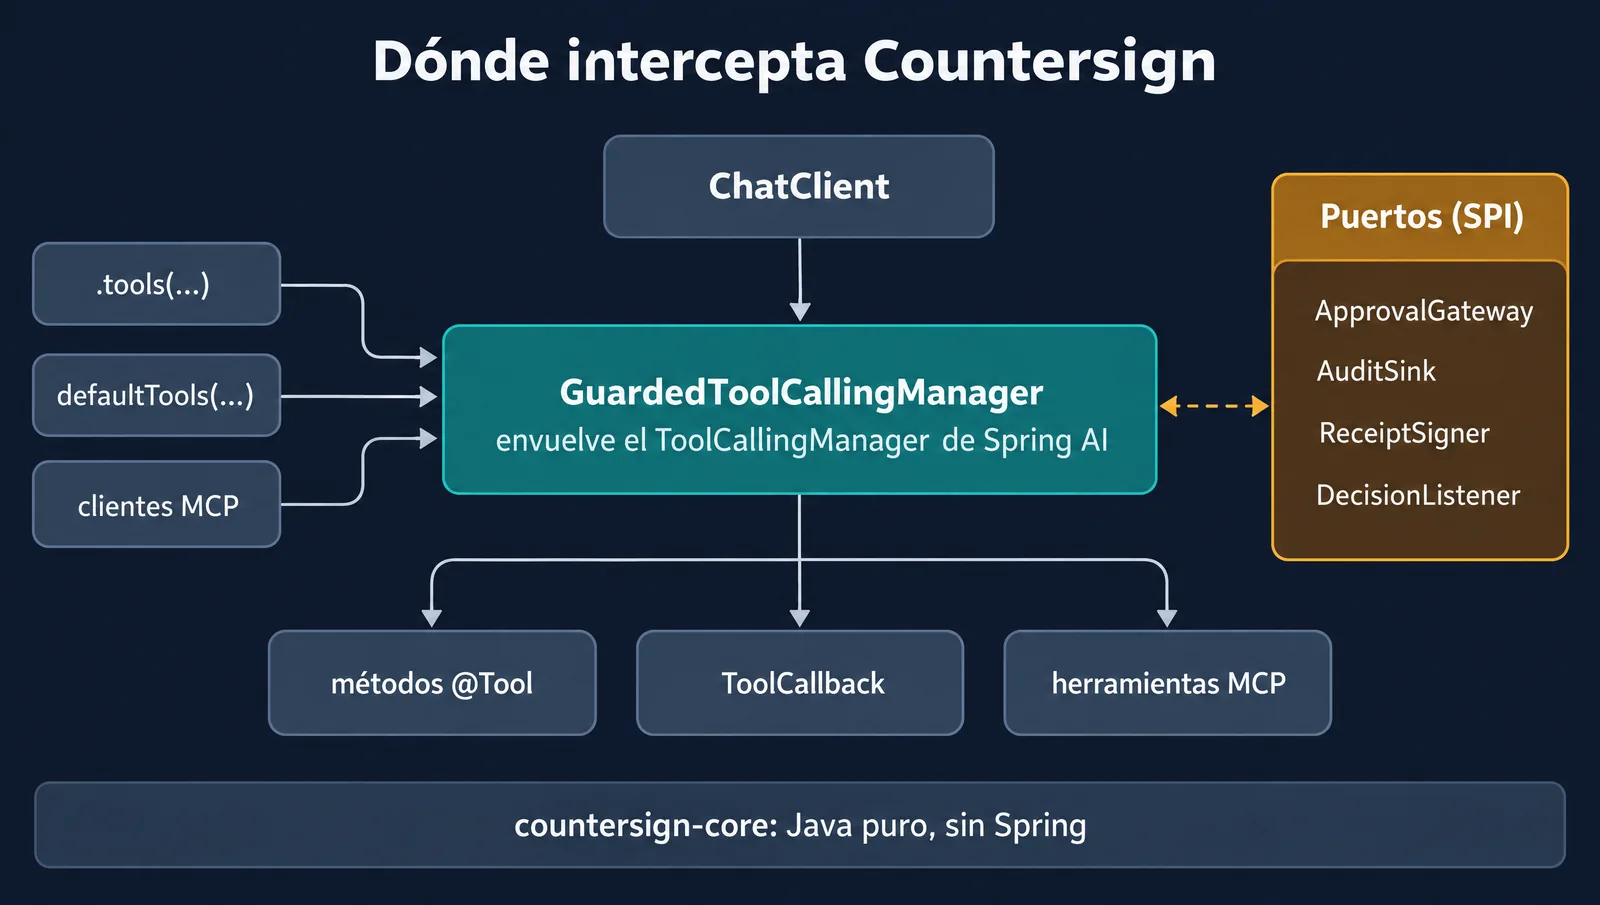 Dónde intercepta Countersign
ChatClient
.tools(...)
defaultTools(...)
clientes MCP
GuardedToolCallingManager
envuelve el ToolCallingManager de Spring AI
Puertos (SPI)
ApprovalGateway
AuditSink
ReceiptSigner
DecisionListener
métodos @Tool
ToolCallback
herramientas MCP
countersign-core: Java puro, sin Spring